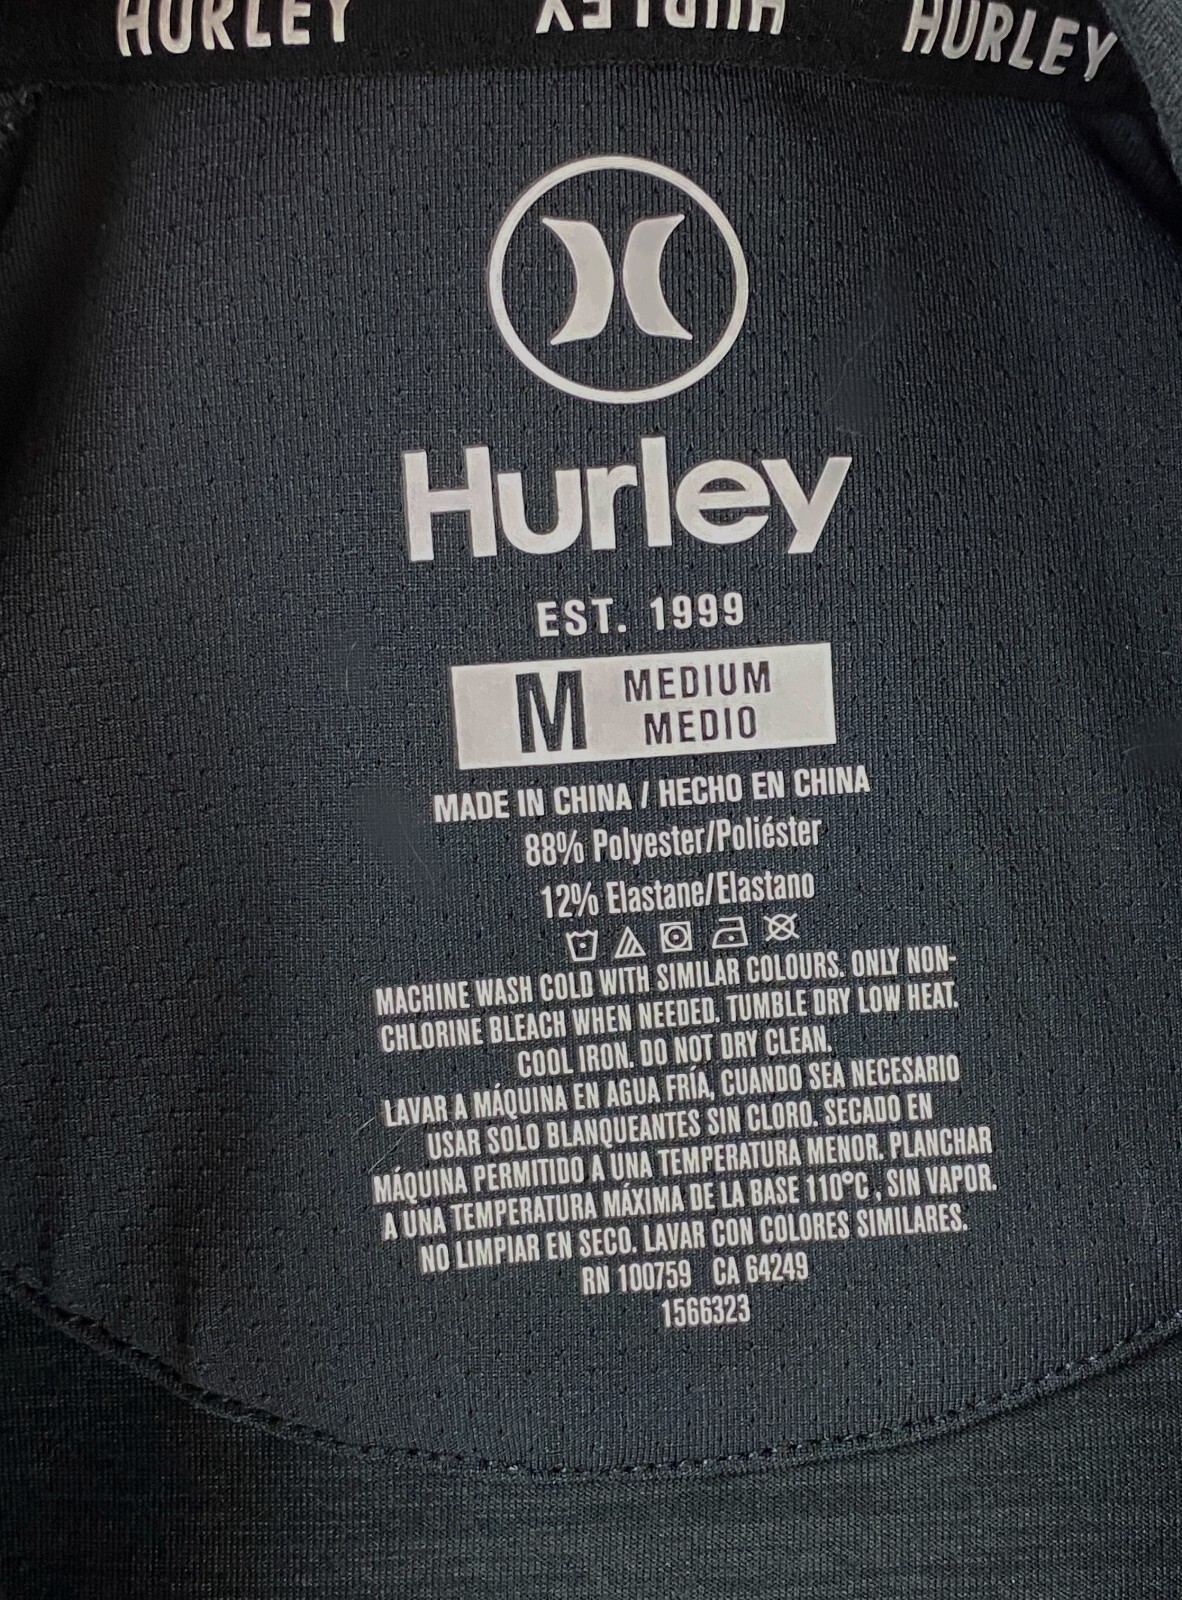 HURLEY HURLEY HURLEY
Hurley
EST. 1999
M MEDIUM
MEDIO
MADE IN CHINA / HECHO EN CHINA
88% Polyester/Poliéster
12% Elastane/Elastano
MACHINE WASH COLD WITH SIMILAR COLOURS. ONLY NON-
CHLORINE BLEACH WHEN NEEDED. TUMBLE DRY LOW HEAT.
COOL IRON. DO NOT DRY CLEAN.
LAVAR A MÁQUINA EN AGUA FRÍA, CUANDO SEA NECESARIO
USAR SOLO BLANQUEANTES SIN CLORO. SECADO EN
MÁQUINA PERMITIDO A UNA TEMPERATURA MENOR. PLANCHAR
A UNA TEMPERATURA MÁXIMA DE LA BASE 110°C , SIN VAPOR.
NO LIMPIAR EN SECO. LAVAR CON COLORES SIMILARES.
RN 100759 CA 64249
1566323